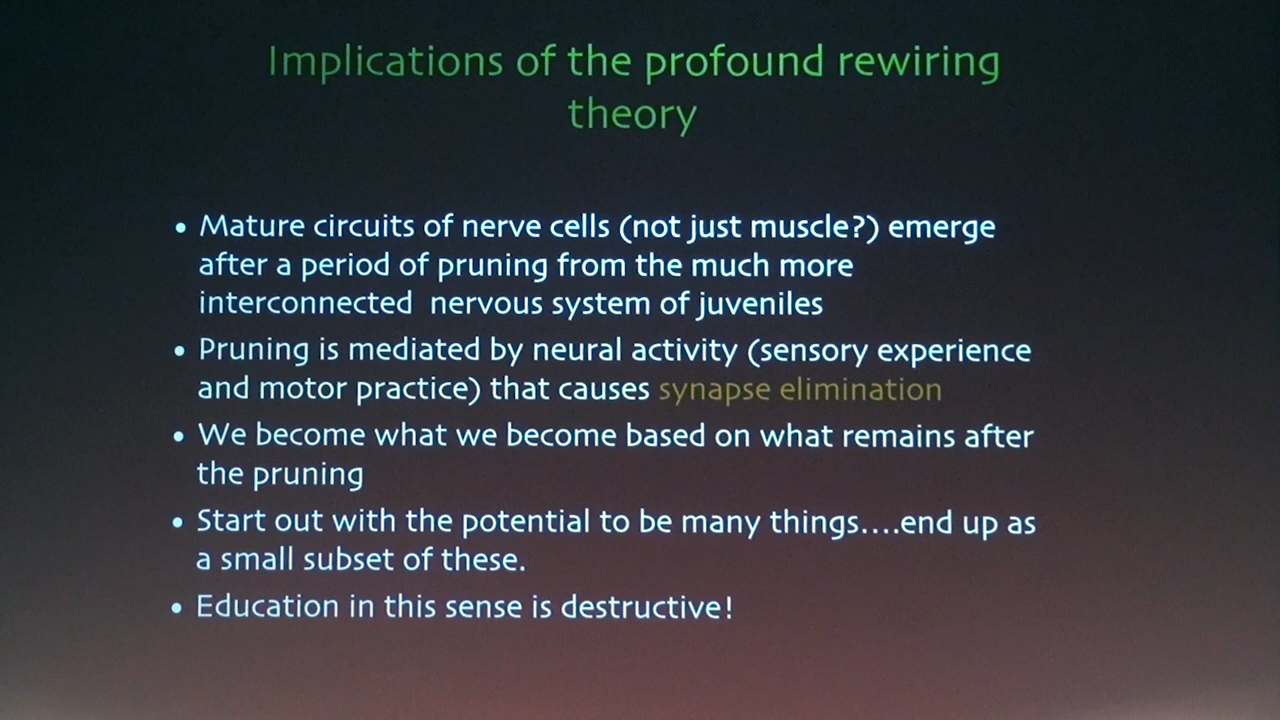 Implications of the profound rewiring
theory
• Mature circuits of nerve cells (not just muscle?) emerge
after a period of pruning from the much more
interconnected nervous system of juveniles
• Pruning is mediated by neural activity (sensory experience
and motor practice) that causes synapse elimination
• We become what we become based on what remains after
the pruning
• Start out with the potential to be many things....end up as
a small subset of these.
• Education in this sense is destructive!